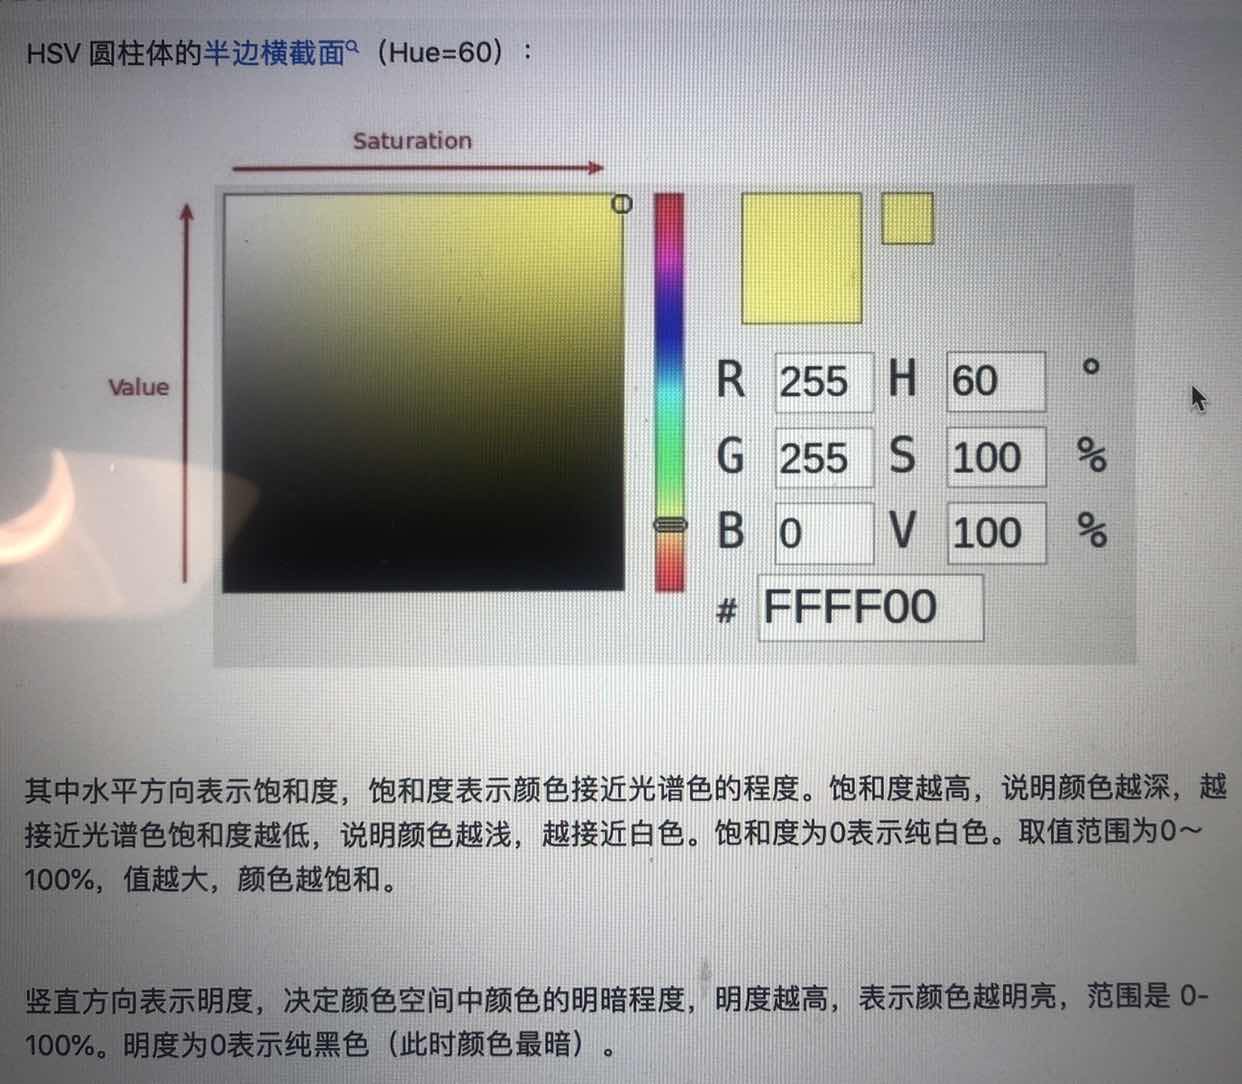 HSV 圆柱体的半边横截面（Hue=60）：
Saturation
Value
R 255 H 60 °
G 255 S 100 %
B 0 V 100 %
# FFFF00
其中水平方向表示饱和度，饱和度表示颜色接近光谱色的程度。饱和度越高，说明颜色越深，越
接近光谱色饱和度越低，说明颜色越浅，越接近白色。饱和度为0表示纯白色。取值范围为0～
100%，值越大，颜色越饱和。
竖直方向表示明度，决定颜色空间中颜色的明暗程度，明度越高，表示颜色越明亮，范围是 0-
100%。明度为0表示纯黑色（此时颜色最暗）。